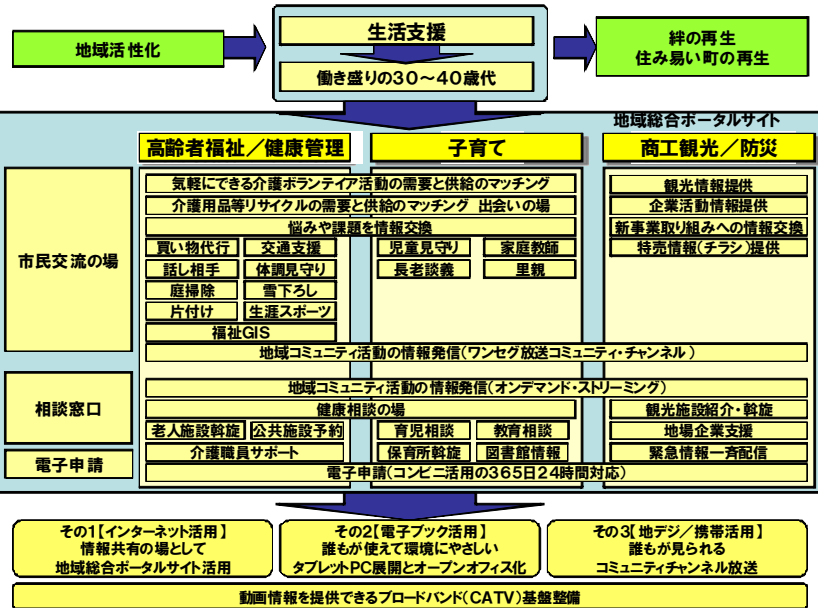 地域活性化
生活支援
働き盛りの30～40歳代
絆の再生
住み易い町の再生
地域総合ポータルサイト
高齢者福祉／健康管理
子育て
商工観光／防災
市民交流の場
気軽にできる介護ボランテイア活動の需要と供給のマッチング
介護用品等リサイクルの需要と供給のマッチング 出会いの場
悩みや課題を情報交換
買い物代行
交通支援
話し相手
体調見守り
庭掃除
雪下ろし
片付け
生涯スポーツ
福祉GIS
児童見守り
家庭教師
長老談義
里親
観光情報提供
企業活動情報提供
新事業取り組みへの情報交換
特売情報(チラシ)提供
地域コミュニティ活動の情報発信(ワンセグ放送コミュニティ・チャンネル)
相談窓口
地域コミュニティ活動の情報発信(オンデマンド・ストリーミング)
健康相談の場
老人施設斡旋
公共施設予約
介護職員サポート
育児相談
教育相談
保育所斡旋
図書館情報
観光施設紹介・斡旋
地場企業支援
緊急情報一斉配信
電子申請
電子申請(コンビニ活用の365日24時間対応)
その1【インターネット活用】
情報共有の場として
地域総合ポータルサイト活用
その2【電子ブック活用】
誰もが使えて環境にやさしい
タブレットPC展開とオープンオフィス化
その3【地デジ／携帯活用】
誰もが見られる
コミュニティチャンネル放送
動画情報を提供できるブロードバンド(CATV)基盤整備